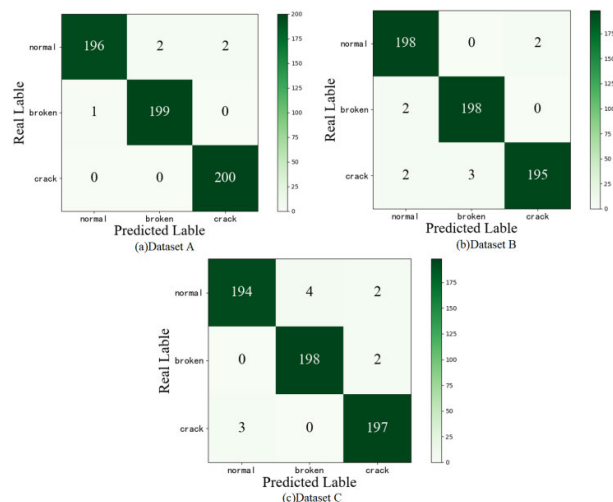 normal 196 2 2
broken 1 199 0
crack 0 0 200
normal broken crack
Real Lable
Predicted Lable
(a)Dataset A
200
175
150
125
100
75
50
25
0
normal 198 0 2
broken 2 198 0
crack 2 3 195
normal broken crack
Real Lable
Predicted Lable
(b)Dataset B
175
150
125
100
75
50
25
0
normal 194 4 2
broken 0 198 2
crack 3 0 197
normal broken crack
Real Lable
Predicted Lable
(c)Dataset C
175
150
125
100
75
50
25
0